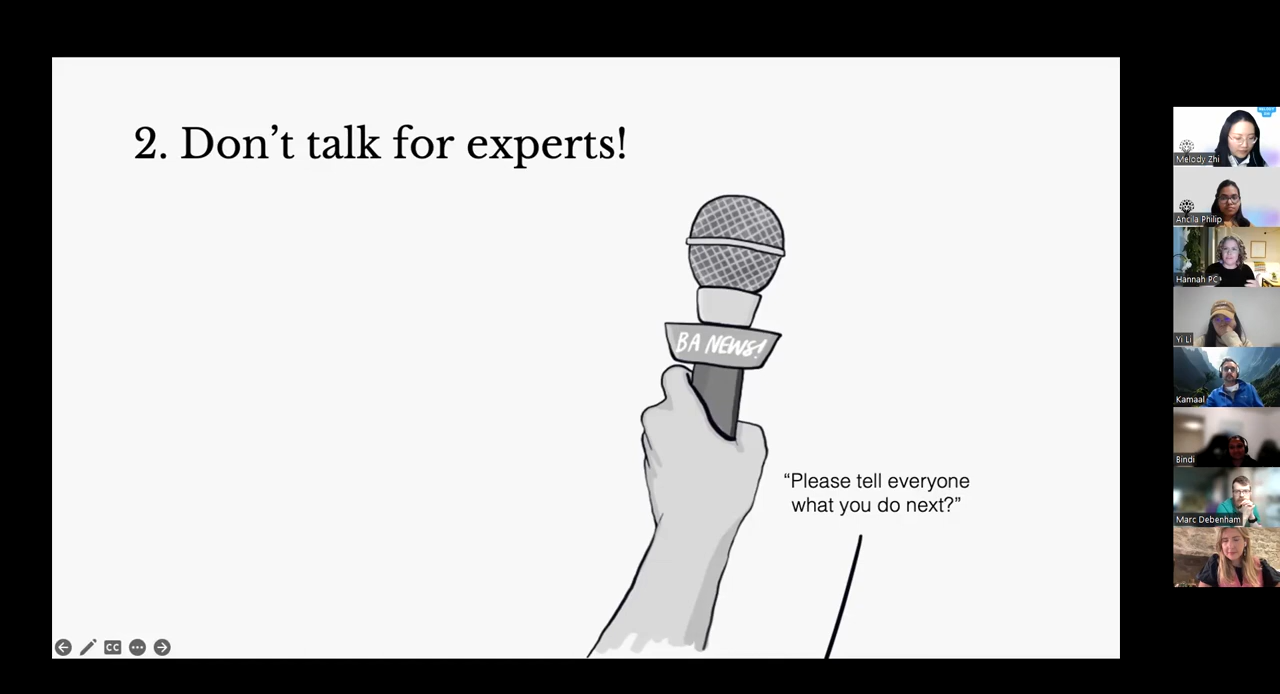 2. Don’t talk for experts!
BA NEWS!
“Please tell everyone
what you do next?”
CC
Melody Zhi
Ancila Philip
Hannah PC
Yi Li
Kamaal
Bindi
Marc Debenham